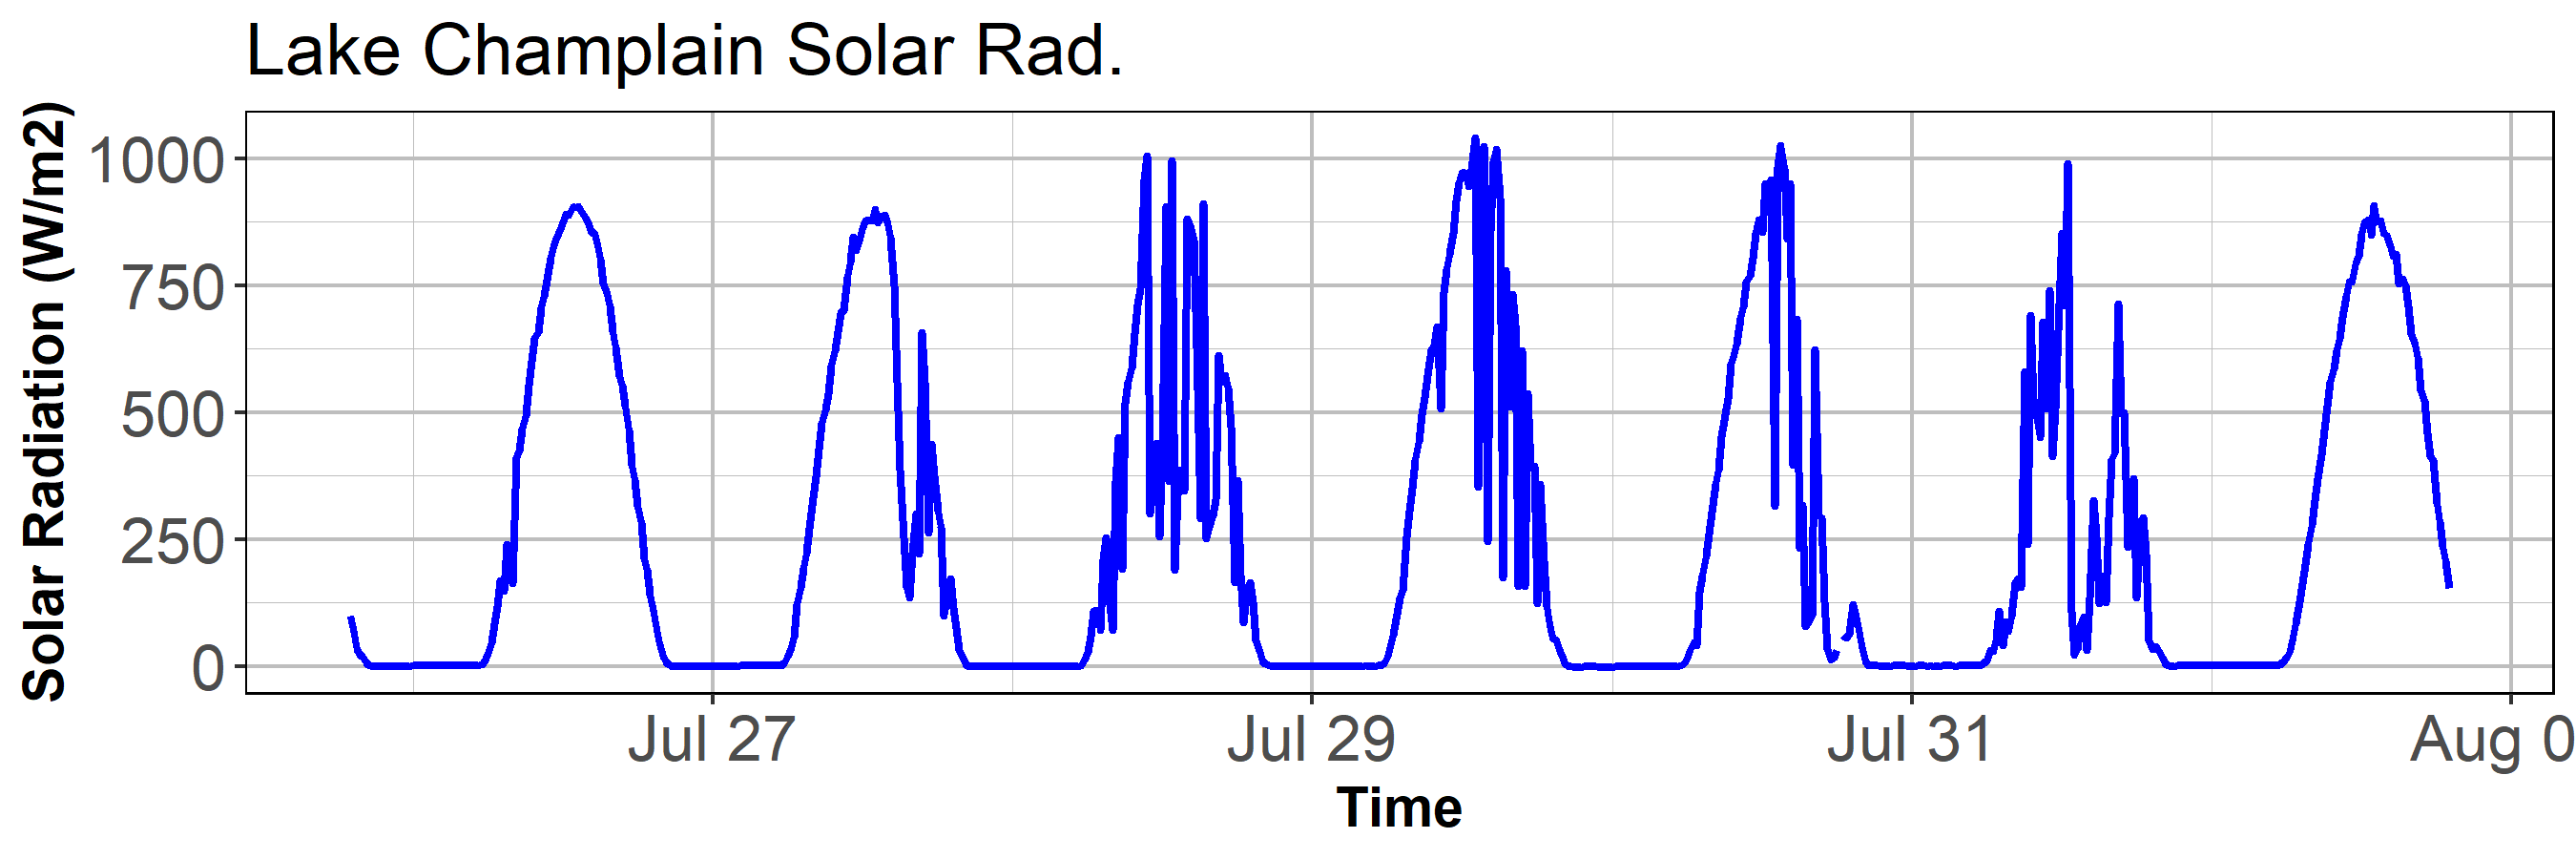 Lake Champlain Solar Rad.
Solar Radiation (W/m2)
1000
750
500
250
0
Jul 27
Jul 29
Jul 31
Aug 0
Time